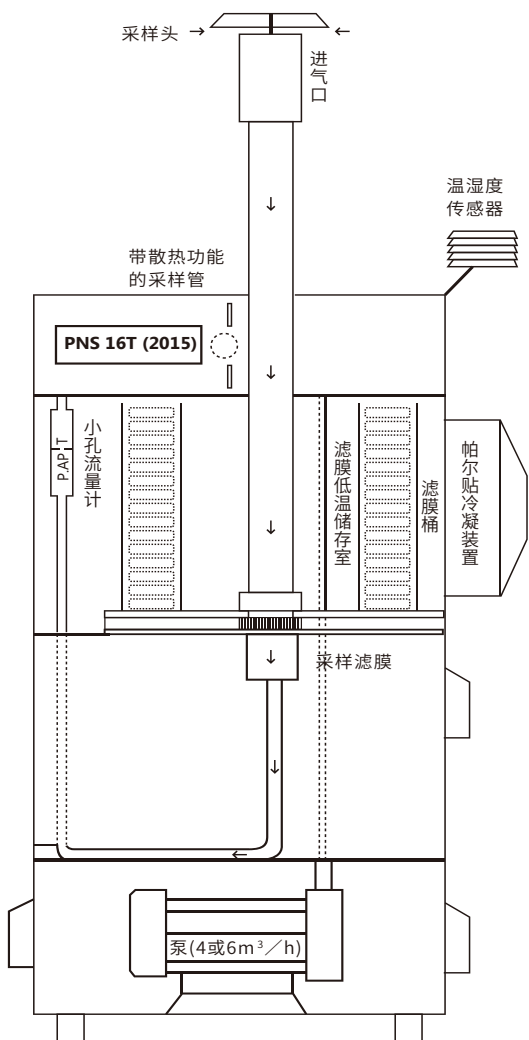 采样头
进气口
温湿度
传感器
带散热功能
的采样管
PNS 16T (2015)
小孔流量计
P.AP T
滤膜低温储存室
滤膜桶
帕尔贴冷凝装置
采样滤膜
泵(4或6m³/h)